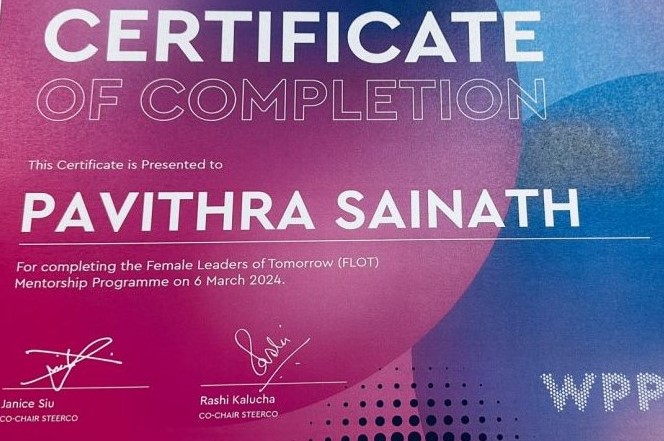 CERTIFICATE
OF COMPLETION
This Certificate is Presented to
PAVITHRA SAINATH
For completing the Female Leaders of Tomorrow (FLOT)
Mentorship Programme on 6 March 2024.
Janice Siu
CO-CHAIR STEERCO
Rashi Kalucha
CO-CHAIR STEERCO
WPP